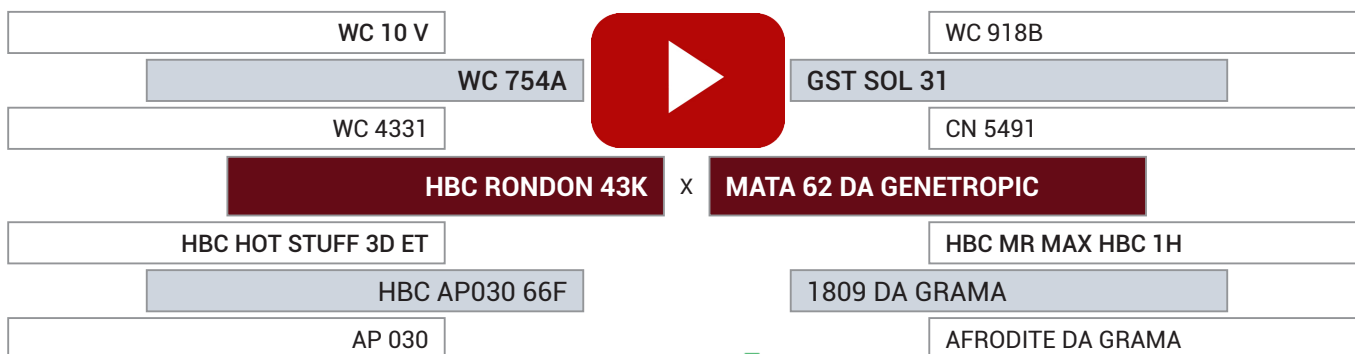 WC 10 V WC 918B
WC 754A GST SOL 31
WC 4331 CN 5491
HBC RONDON 43K X MATA 62 DA GENETROPIC
HBC HOT STUFF 3D ET HBC MR MAX HBC 1H
HBC AP030 66F 1809 DA GRAMA
AP 030 AFRODITE DA GRAMA